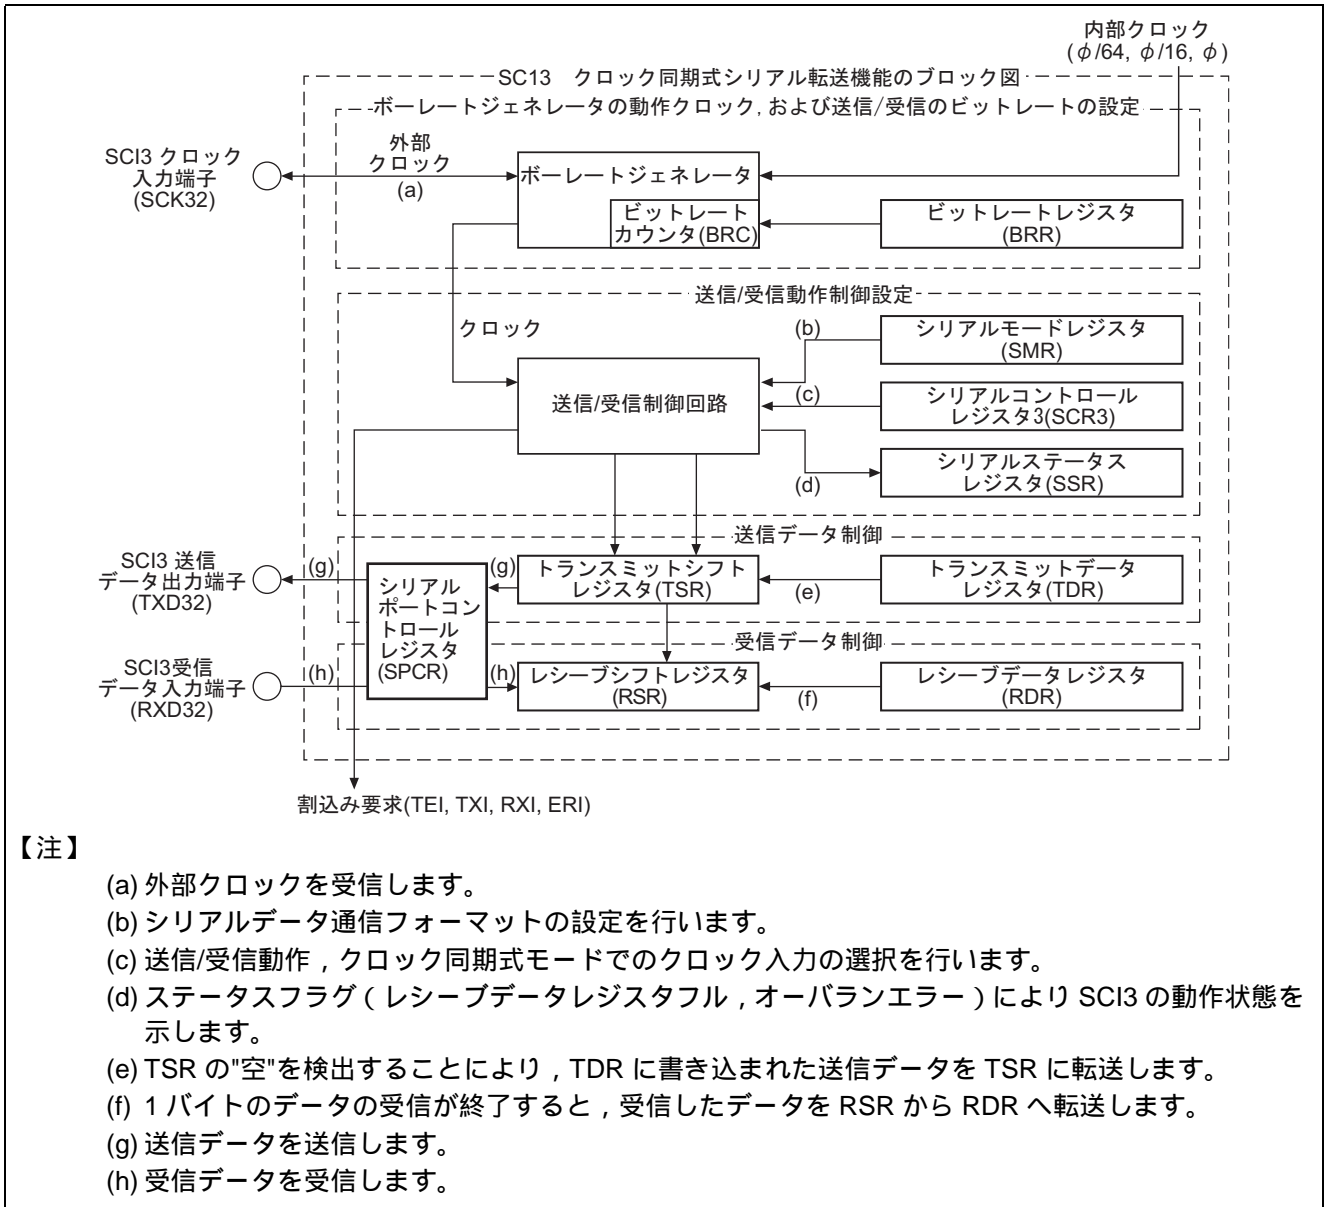 内部クロック
(φ/64, φ/16, φ)
SC13　クロック同期式シリアル転送機能のブロック図
ボーレートジェネレータの動作クロック, および送信/受信のビットレートの設定
SCI3 クロック
入力端子
(SCK32)
外部
クロック
(a)
ボーレートジェネレータ
ビットレート
カウンタ(BRC)
ビットレートレジスタ
(BRR)
送信/受信動作制御設定
クロック
(b)
シリアルモードレジスタ
(SMR)
送信/受信制御回路
(c)
シリアルコントロール
レジスタ3(SCR3)
(d)
シリアルステータス
レジスタ(SSR)
送信データ制御
SCI3 送信
データ出力端子
(TXD32)
(g)
シリアル
ポートコン
トロール
レジスタ
(SPCR)
(g)
トランスミットシフト
レジスタ(TSR)
(e)
トランスミットデータ
レジスタ(TDR)
受信データ制御
SCI3受信
データ入力端子
(RXD32)
(h)
(h)
レシーブシフトレジスタ
(RSR)
(f)
レシーブデータレジスタ
(RDR)
割込み要求(TEI, TXI, RXI, ERI)
【注】
(a) 外部クロックを受信します。
(b) シリアルデータ通信フォーマットの設定を行います。
(c) 送信/受信動作，クロック同期式モードでのクロック入力の選択を行います。
(d) ステータスフラグ（レシーブデータレジスタフル，オーバランエラー）により SCI3 の動作状態を
示します。
(e) TSR の"空"を検出することにより，TDR に書き込まれた送信データを TSR に転送します。
(f) 1 バイトのデータの受信が終了すると，受信したデータを RSR から RDR へ転送します。
(g) 送信データを送信します。
(h) 受信データを受信します。